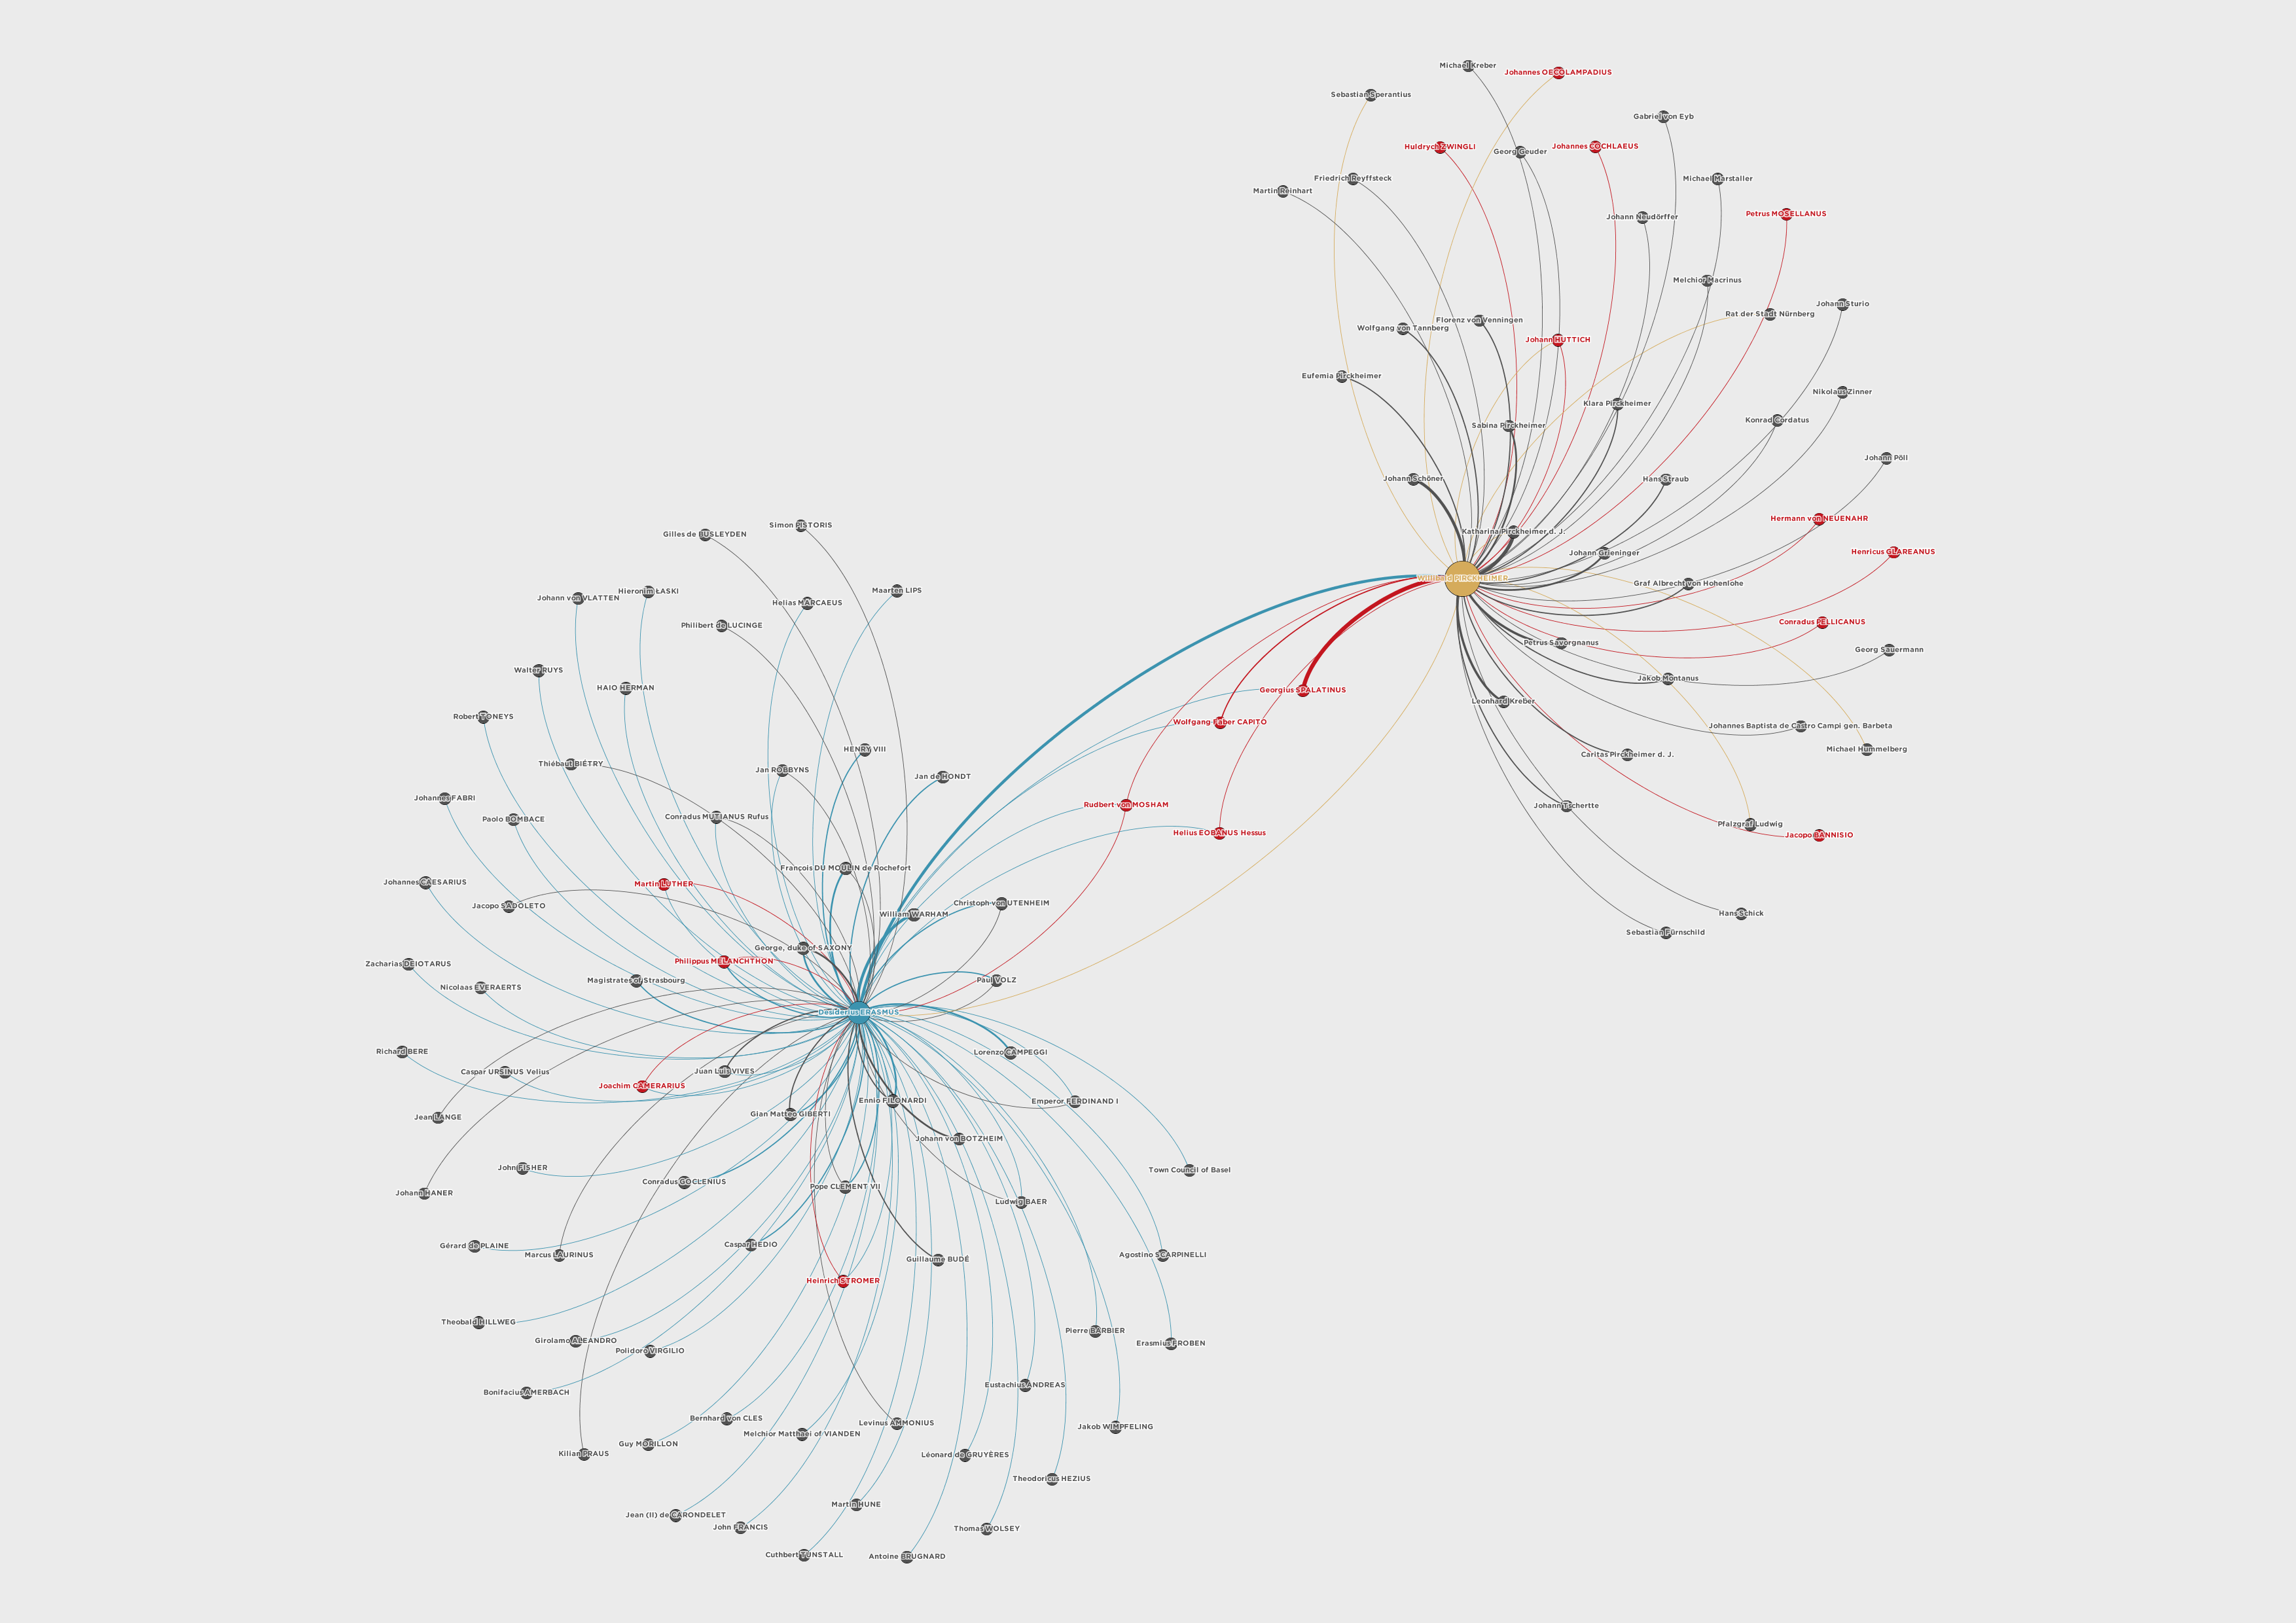 Michael Kreber
Johannes OECOLAMPADIUS
Sebastian Sperantius
Gabriel von Eyb
Huldrych ZWINGLI
Georg Geuder
Johannes COCHLAEUS
Friedrich Reyffsteck
Michael Marstaller
Martin Reinhart
Johann Neudörffer
Petrus MOSELLANUS
Melchior Macrinus
Johann Sturio
Rat der Stadt Nürnberg
Florenz von Venningen
Wolfgang von Tannberg
Johann HUTTICH
Eufemia Pirckheimer
Nikolaus Zinner
Klara Pirckheimer
Konrad Cordatus
Sabina Pirckheimer
Johann Pöll
Johann Schöner
Hans Straub
Hermann von NEUENAHR
Simon PISTORIS
Katharina Pirckheimer d. J.
Gilles de BUSLEYDEN
Johann Grieninger
Henricus GLAREANUS
Willibald PIRCKHEIMER
Graf Albrecht von Hohenlohe
Hieronim ŁASKI
Maarten LIPS
Johann von VLATTEN
Helias MARCAEUS
Conradus PELLICANUS
Philibert de LUCINGE
Petrus Savorgnanus
Georg Sauermann
Walter RUYS
Jakob Montanus
HAIO HERMAN
Georgius SPALATINUS
Leonhard Kreßer
Robert TONEYS
Wolfgang Faber CAPITO
Johannes Baptista de Castro Campi gen. Barbeta
HENRY VIII
Michael Hummelberg
Caritas Pirckheimer d. J.
Thiébaut BIÉTRY
Jan ROBBYNS
Jan de HONDT
Johannes FABRI
Rudbert von MOSHAM
Johann Tschertte
Paolo BOMBACE
Conradus MUTIANUS Rufus
Pfalzgraf Ludwig
Helius EOBANUS Hessus
Jacopo BANNISIO
François DU MOULIN de Rochefort
Johannes CAESARIUS
Martin LUTHER
Christoph von UTENHEIM
Jacopo SADOLETO
William WARHAM
Hans Schick
Sebastian Fürnschild
George, duke of SAXONY
Philippus MELANCHTHON
Zacharias DEIOTARUS
Magistrates of Strasbourg
Paul VOLZ
Nicolaas EVERAERTS
Desiderius ERASMUS
Richard BERE
Lorenzo CAMPEGGI
Caspar URSINUS Velius
Juan Luis VIVES
Joachim CAMERARIUS
Ennio FILONARDI
Emperor FERDINAND I
Jean LANGE
Gian Matteo GIBERTI
Johann von BOTZHEIM
John FISHER
Town Council of Basel
Conradus GOCLENIUS
Pope CLEMENT VII
Johann HANER
Ludwig BAER
Gérard de PLAINE
Caspar HEDIO
Marcus LAURINUS
Guillaume BUDÉ
Agostino SCARPINELLI
Heinrich STROMER
Theobald HILLWEG
Pierre BARBIER
Girolamo ALEANDRO
Erasmius FROBEN
Polidoro VIRGILIO
Eustachius ANDREAS
Bonifacius AMERBACH
Bernhard von CLES
Levinus AMMONIUS
Jakob WIMPFELING
Melchior Matthaei of VIANDEN
Guy MORILLON
Kilian PRAUS
Léonard de GRUYÈRES
Theodoricus HEZIUS
Martin HUNE
Jean (II) de CARONDELET
John FRANCIS
Thomas WOLSEY
Cuthbert TUNSTALL
Antoine BRUGNARD